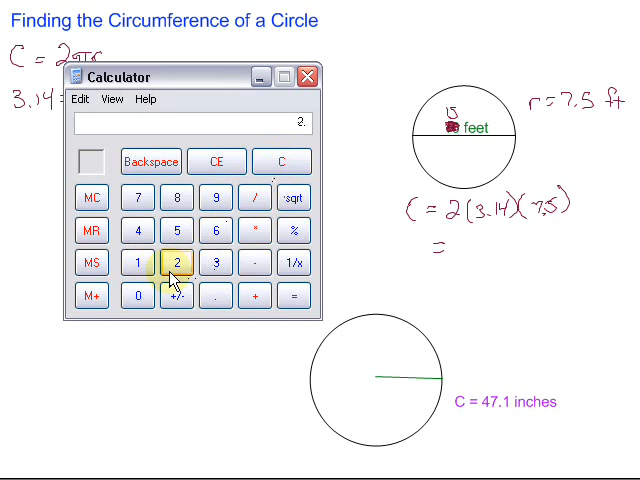 Finding the Circumference of a Circle
C = 2πr
3.14 =
Calculator
Edit View Help
2.
Backspace CE C
MC 7 8 9 / sqrt
MR 4 5 6 * %
MS 1 2 3 - 1/x
M+ 0 +/- . + =
15
feet
r = 7.5 ft
C = 2(3.14)(7.5)
=
C = 47.1 inches